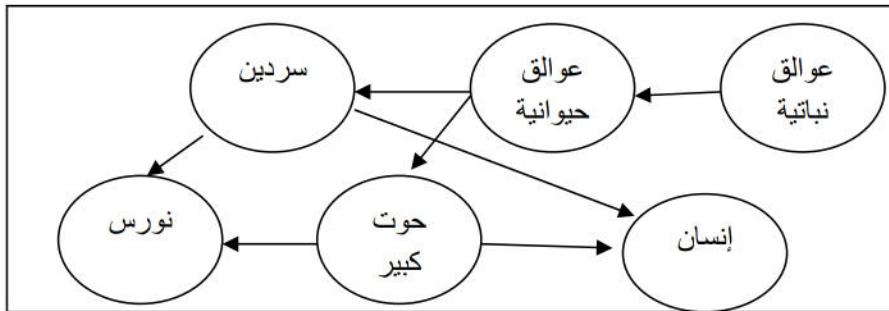 عوالق
نباتية
عوالق
حيوانية
سردين
إنسان
حوت
كبير
نورس